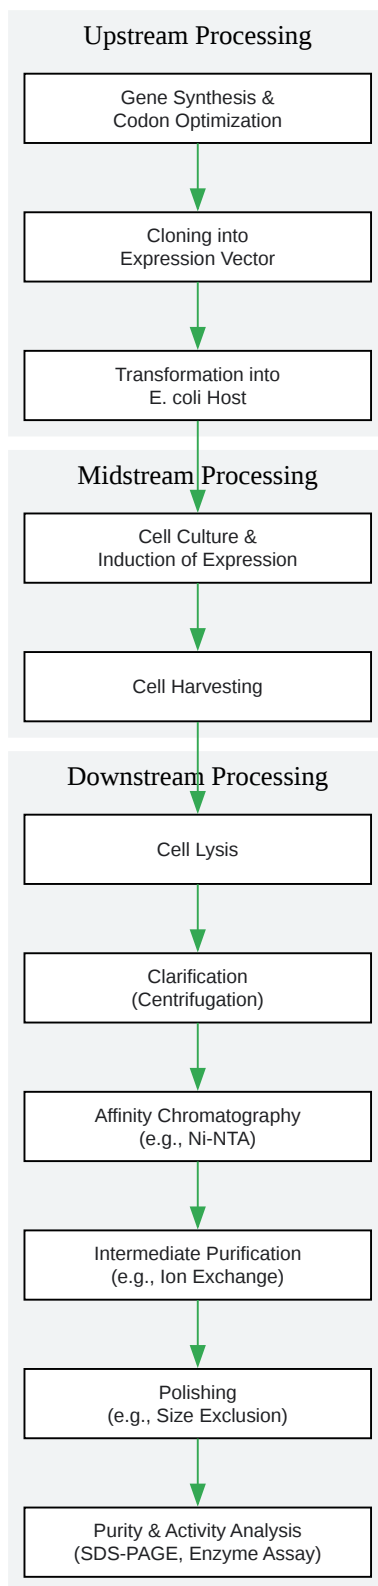 Upstream Processing
Gene Synthesis &
Codon Optimization
Cloning into
Expression Vector
Transformation into
E. coli Host
Midstream Processing
Cell Culture &
Induction of Expression
Cell Harvesting
Downstream Processing
Cell Lysis
Clarification
(Centrifugation)
Affinity Chromatography
(e.g., Ni-NTA)
Intermediate Purification
(e.g., Ion Exchange)
Polishing
(e.g., Size Exclusion)
Purity & Activity Analysis
(SDS-PAGE, Enzyme Assay)